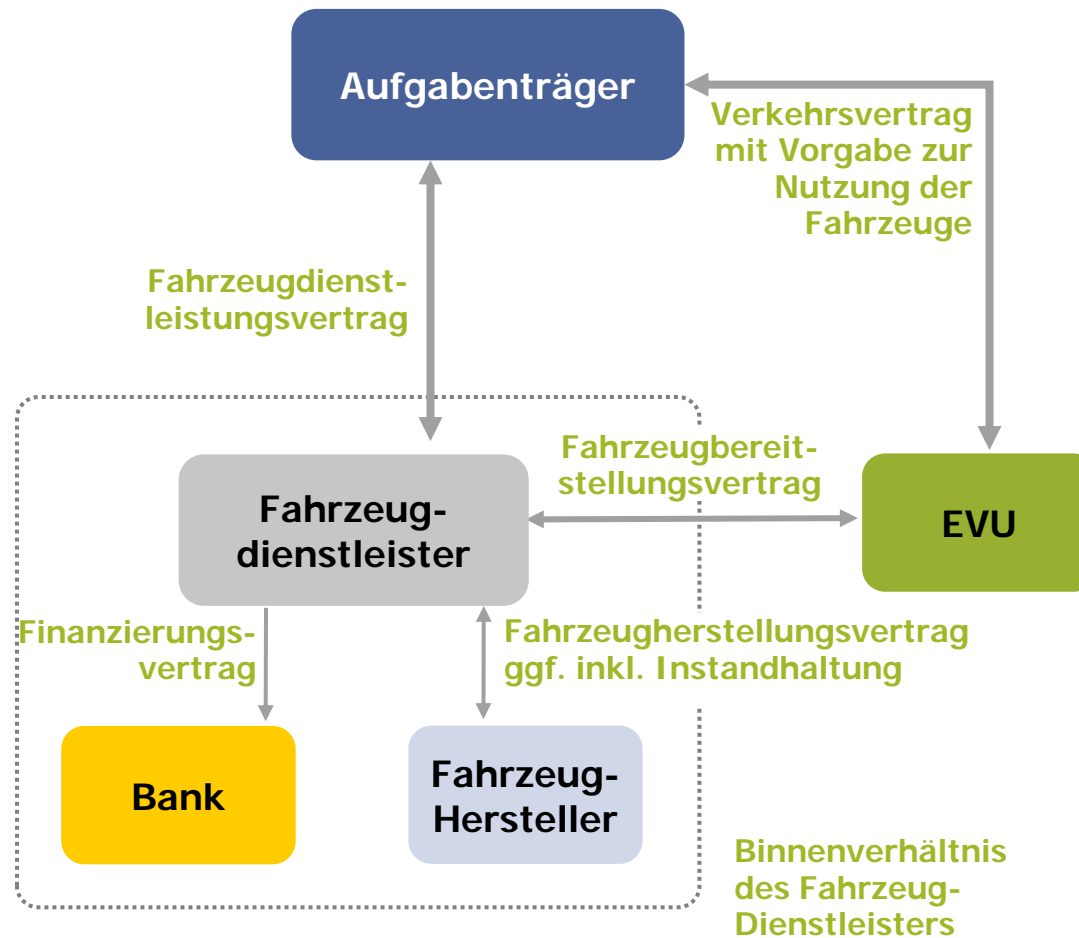 Aufgabenträger
Verkehrsvertrag
mit Vorgabe zur
Nutzung der
Fahrzeuge
Fahrzeugdienst-
leistungsvertrag
Fahrzeugbereit-
stellungsvertrag
Fahrzeug-
dienstleister
EVU
Finanzierungs-
vertrag
Fahrzeugherstellungsvertrag
ggf. inkl. Instandhaltung
Bank
Fahrzeug-
Hersteller
Binnenverhältnis
des Fahrzeug-
Dienstleisters